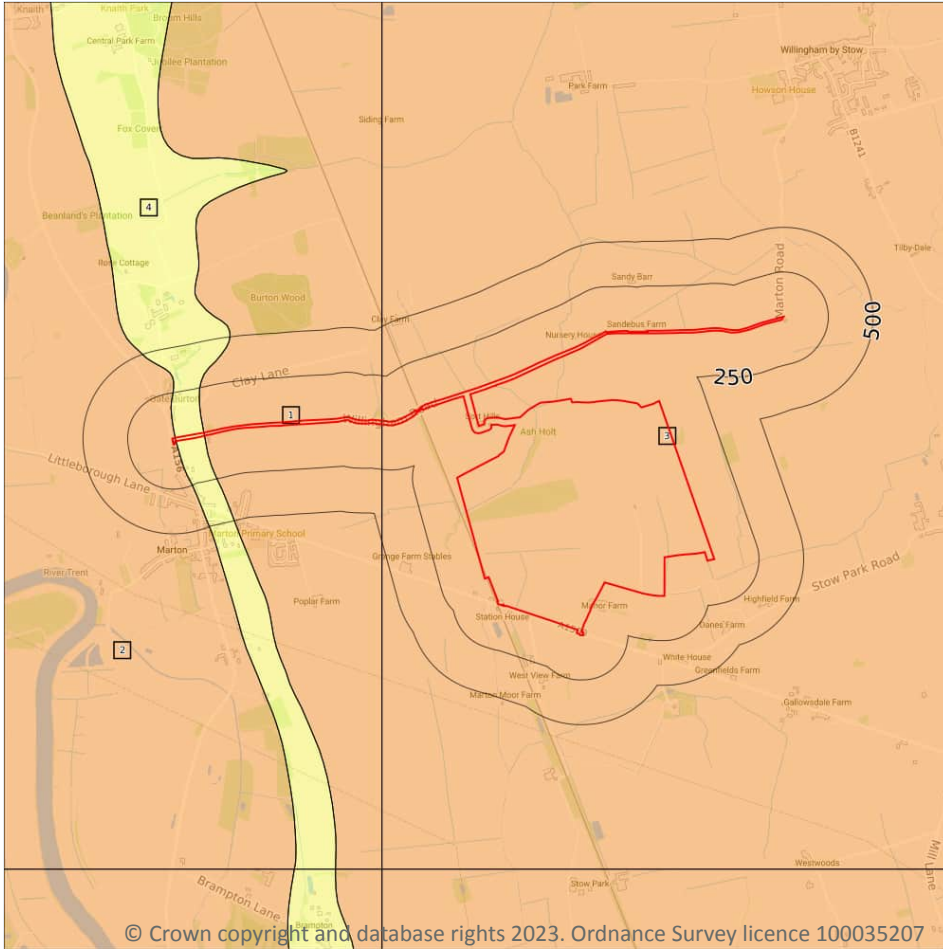 Knaith
Knaith Park
Broom Hills
Central Park Farm
Jubilee Plantation
Willingham by Stow
Park Farm
Howson House
B1241
Siding Farm
Fox Covert
4
Beanland's Plantation
Rose Cottage
Burton Wood
Tilby-Dale
Sandy Barr
Marton Road
Clay Farm
Sandebus Farm
Nursery House
500
250
Clay Lane
Gate Burton
1
A156
Ash Holt
3
Littleborough Lane
Marton
Marton Primary School
Grange Farm Stables
River Trent
Poplar Farm
Stow Park Road
Highfield Farm
Manor Farm
Station House
Danes Farm
2
White House
3
West View Farm
Greenfields Farm
Marton Moor Farm
Gallowsdale Farm
Westwoods
Mill Lane
Brampton Lane
Stow Park
Brampton
© Crown copyright and database rights 2023. Ordnance Survey licence 100035207